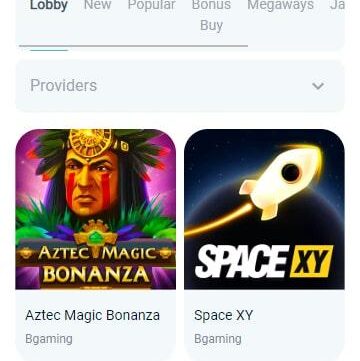 Lobby New Popular Bonus Buy Megaways Ja
Providers
AZTEC MAGIC
BONANZA
SPACE XY
Aztec Magic Bonanza
Bgaming
Space XY
Bgaming